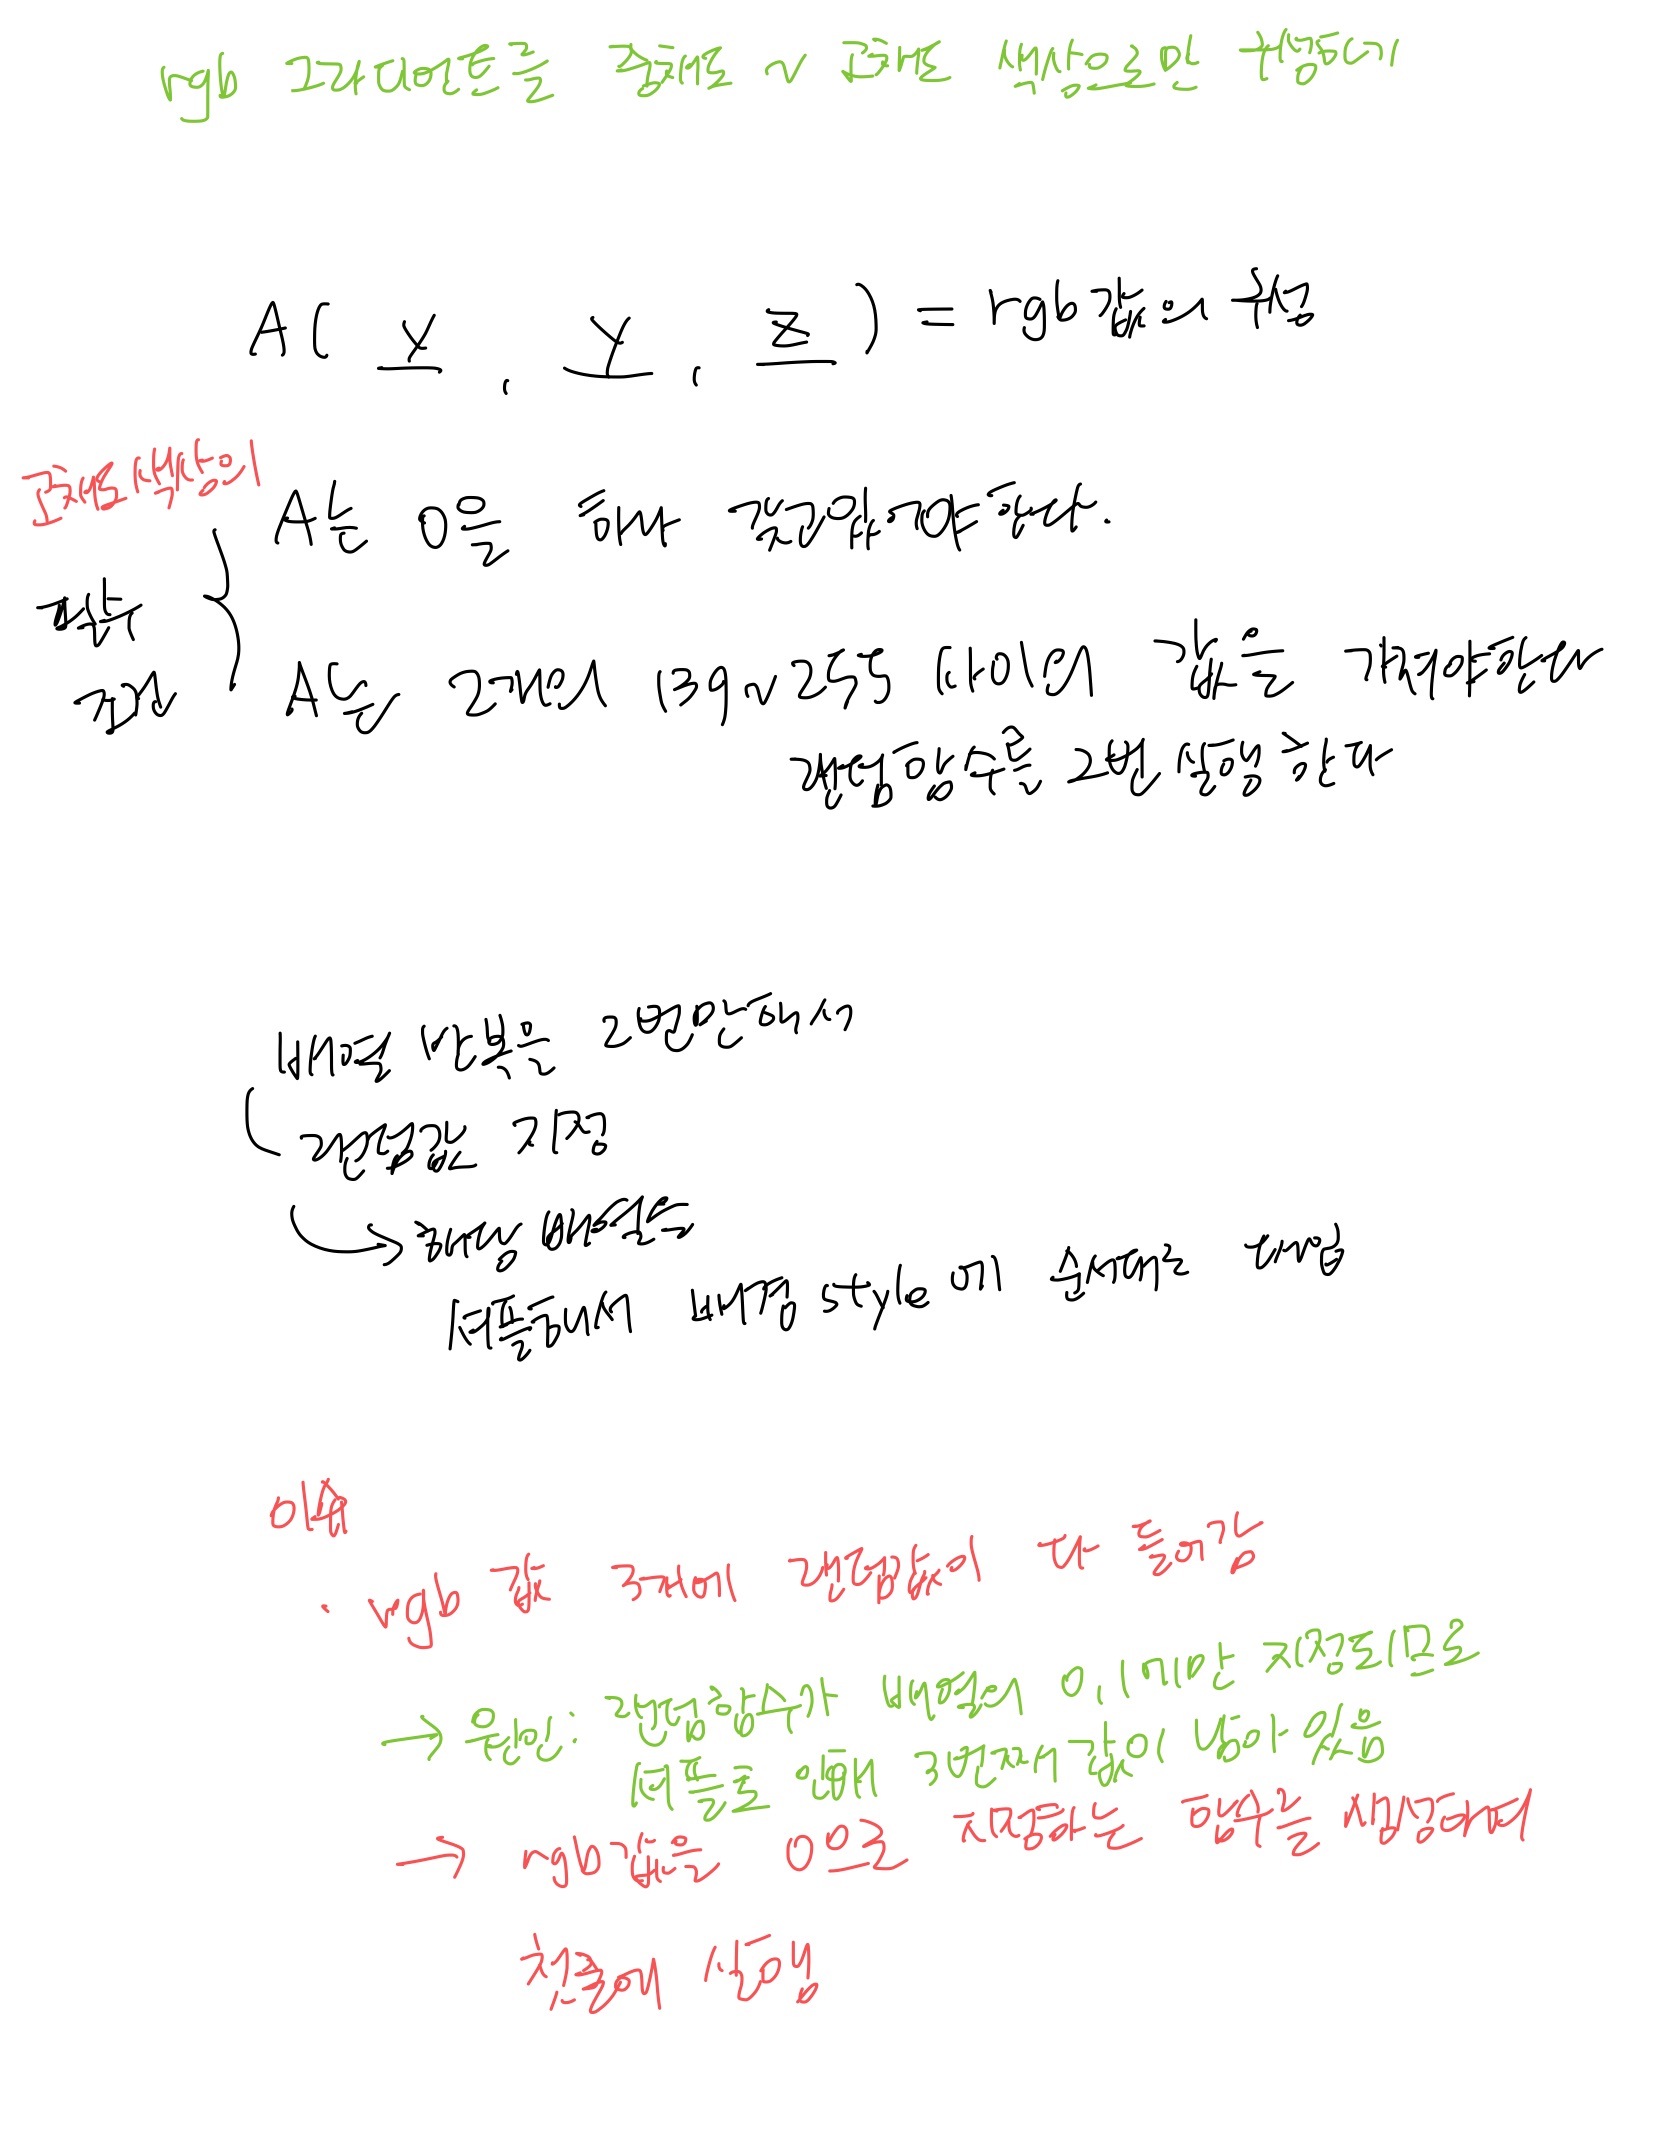 rgb 그라디언트를 중채도 ~ 고채도 색상으로만 구성하기
A( x , y , z ) = rgb 값의 구성
고채도 색상의
필수
조건
A는 0을 하나 갖고있어야 한다.
A는 2개의 139~255 사이의 값을 가져야한다
랜덤함수를 2번 실행한다
배열 반복은 2번만해서
랜덤값 지정
→ 해당 배열을
셔플해서 배경 style에 순서대로 대입
이슈
· rgb 값 3개에 랜덤값이 다 들어감
→ 원인: 랜덤함수가 배열의 0,1에만 지정되므로
셔플로 인해 3번째 값이 남아 있음
→ rgb값을 0으로 지정하는 함수를 생성하여
첫줄에 실행